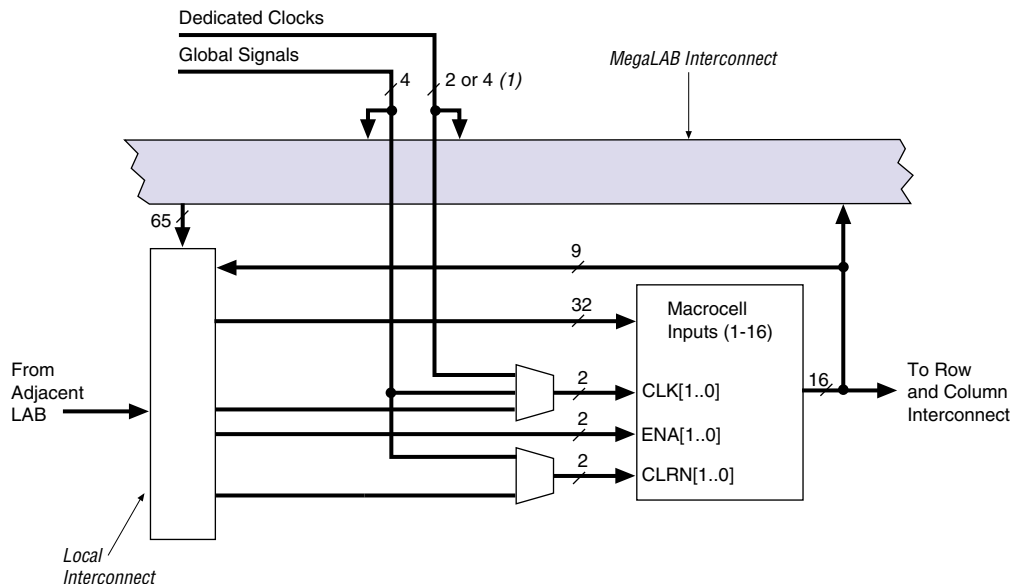 Dedicated Clocks
Global Signals
4
2 or 4 (1)
MegaLAB Interconnect
65
9
32
Macrocell
Inputs (1-16)
From
Adjacent
LAB
2
CLK[1..0]
16
To Row
and Column
Interconnect
2
ENA[1..0]
2
CLRN[1..0]
Local
Interconnect